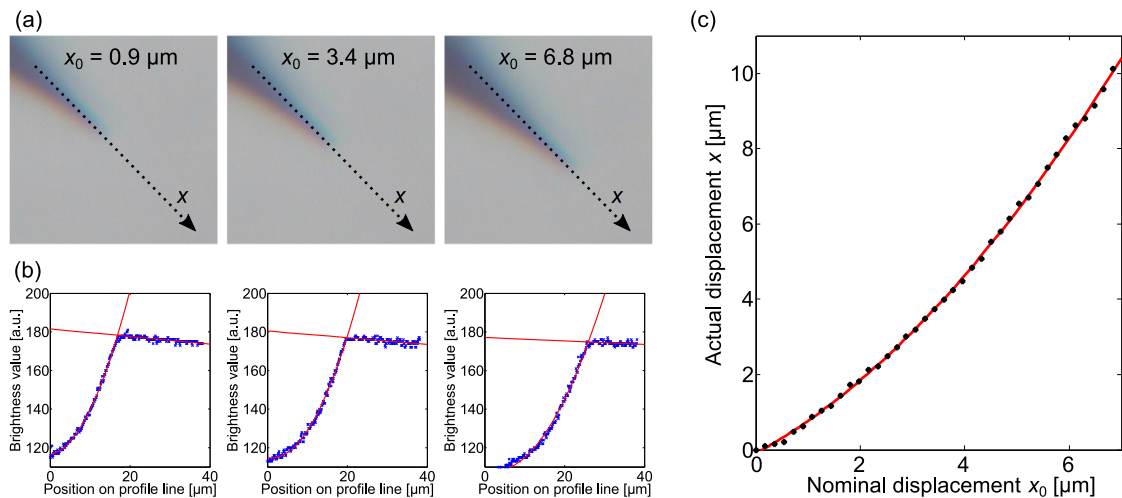 (a)
x₀ = 0.9 µm
x₀ = 3.4 µm
x₀ = 6.8 µm
x
x
x
(b)
200
180
160
140
120
0
20
40
Brightness value [a.u.]
Position on profile line [µm]
200
180
160
140
120
0
20
40
Brightness value [a.u.]
Position on profile line [µm]
200
180
160
140
120
0
20
40
Brightness value [a.u.]
Position on profile line [µm]
(c)
10
8
6
4
2
0
0
2
4
6
Actual displacement x [µm]
Nominal displacement x₀ [µm]